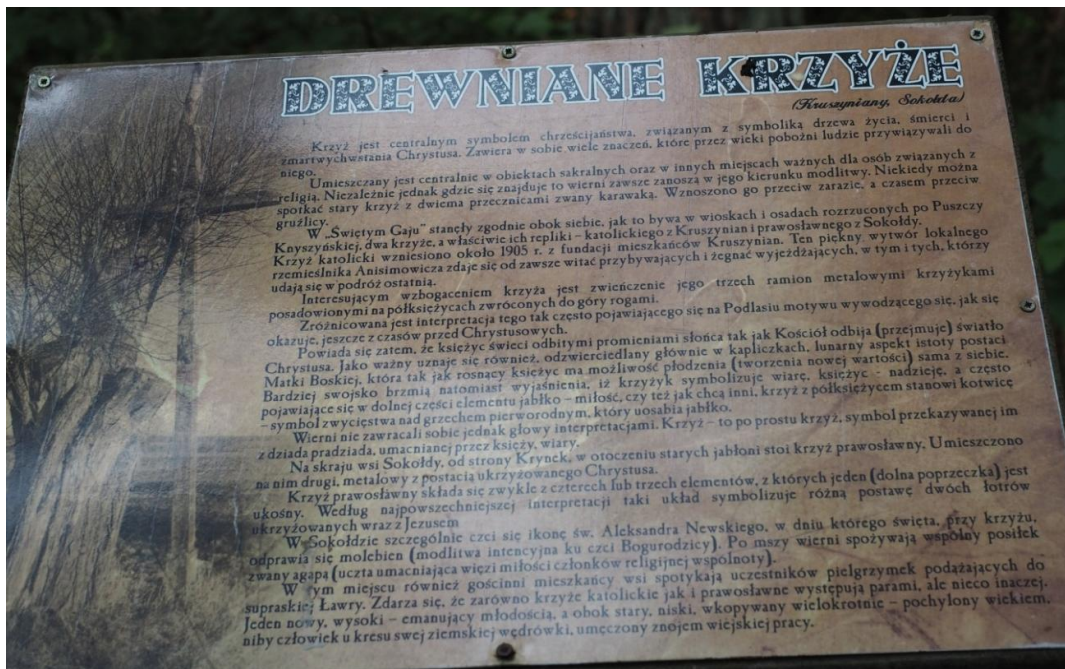 DREWNIANE KRZYŻE
(Kruszyniany, Sokołda)
Krzyż jest centralnym symbolem chrześcijaństwa, związanym z symboliką drzewa życia, śmierci i
zmartwychwstania Chrystusa. Zawiera w sobie wiele znaczeń, które przez wieki pobożni ludzie przywiązywali do
niego.
Umieszczany jest centralnie w obiektach sakralnych oraz w innych miejscach ważnych dla osób związanych z
religią. Niezależnie jednak gdzie się znajduje to wierni zawsze zanoszą w jego kierunku modlitwy. Niekiedy można
spotkać stary krzyż z dwiema przecznicami zwany karawaką. Wznoszono go przeciw zarazie, a czasem przeciw
gruźlicy.
W „Świętym Gaju" stanęły zgodnie obok siebie, jak to bywa w wioskach i osadach rozrzuconych po Puszczy
Knyszyńskiej, dwa krzyże, a właściwie ich repliki – katolickiego z Kruszynian i prawosławnego z Sokołdy.
Krzyż katolicki wzniesiono około 1905 r. z fundacji mieszkańców Kruszynian. Ten piękny wytwór lokalnego
rzemieślnika Anisimowicza zdaje się od zawsze witać przybywających i żegnać wyjeżdżających, w tym i tych, którzy
udają się w podróż ostatnią.
Interesującym wzbogaceniem krzyża jest zwieńczenie jego trzech ramion metalowymi krzyżykami
posadowionymi na półksiężycach zwróconych do góry rogami.
Zróżnicowana jest interpretacja tego tak często pojawiającego się na Podlasiu motywu wywodzącego się, jak się
okazuje, jeszcze z czasów przed Chrystusowych.
Powiada się zatem, że księżyc świeci odbitymi promieniami słońca tak jak Kościół odbija (przejmuje) światło
Chrystusa. Jako ważny uznaje się również, odzwierciedlany głównie w kapliczkach, lunarny aspekt istoty postaci
Matki Boskiej, która tak jak rosnący księżyc ma możliwość płodzenia (tworzenia nowej wartości) sama z siebie.
Bardziej swojsko brzmią natomiast wyjaśnienia, iż krzyżyk symbolizuje wiarę, księżyc - nadzieję, a często
pojawiające się w dolnej części elementu jabłko – miłość, czy też jak chcą inni, krzyż z półksiężycem stanowi kotwicę
– symbol zwycięstwa nad grzechem pierworodnym, który uosabia jabłko.
Wierni nie zawracali sobie jednak głowy interpretacjami. Krzyż – to po prostu krzyż, symbol przekazywanej im
z dziada pradziada, umacnianej przez księży, wiary.
Na skraju wsi Sokołdy, od strony Krynek, w otoczeniu starych jabłoni stoi krzyż prawosławny. Umieszczono
na nim drugi, metalowy z postacią ukrzyżowanego Chrystusa.
Krzyż prawosławny składa się zwykle z czterech lub trzech elementów, z których jeden (dolna poprzeczka) jest
ukośny. Według najpowszechniejszej interpretacji taki układ symbolizuje różną postawę dwóch łotrów
ukrzyżowanych wraz z Jezusem
W Sokołdzie szczególnie czci się ikonę św. Aleksandra Newskiego, w dniu którego święta, przy krzyżu,
odprawia się molebien (modlitwa intencyjna ku czci Bogurodzicy). Po mszy wierni spożywają wspólny posiłek
zwany agapą (uczta umacniająca więzi miłości członków religijnej wspólnoty).
W tym miejscu również gościnni mieszkańcy wsi spotykają uczestników pielgrzymek podążających do
supraskiej Ławry. Zdarza się, że zarówno krzyże katolickie jak i prawosławne występują parami, ale nieco inaczej.
Jeden nowy, wysoki – emanujący młodością, a obok stary, niski, wkopywany wielokrotnie – pochylony wiekiem,
niby człowiek u kresu swej ziemskiej wędrówki, umęczony znojem wiejskiej pracy.